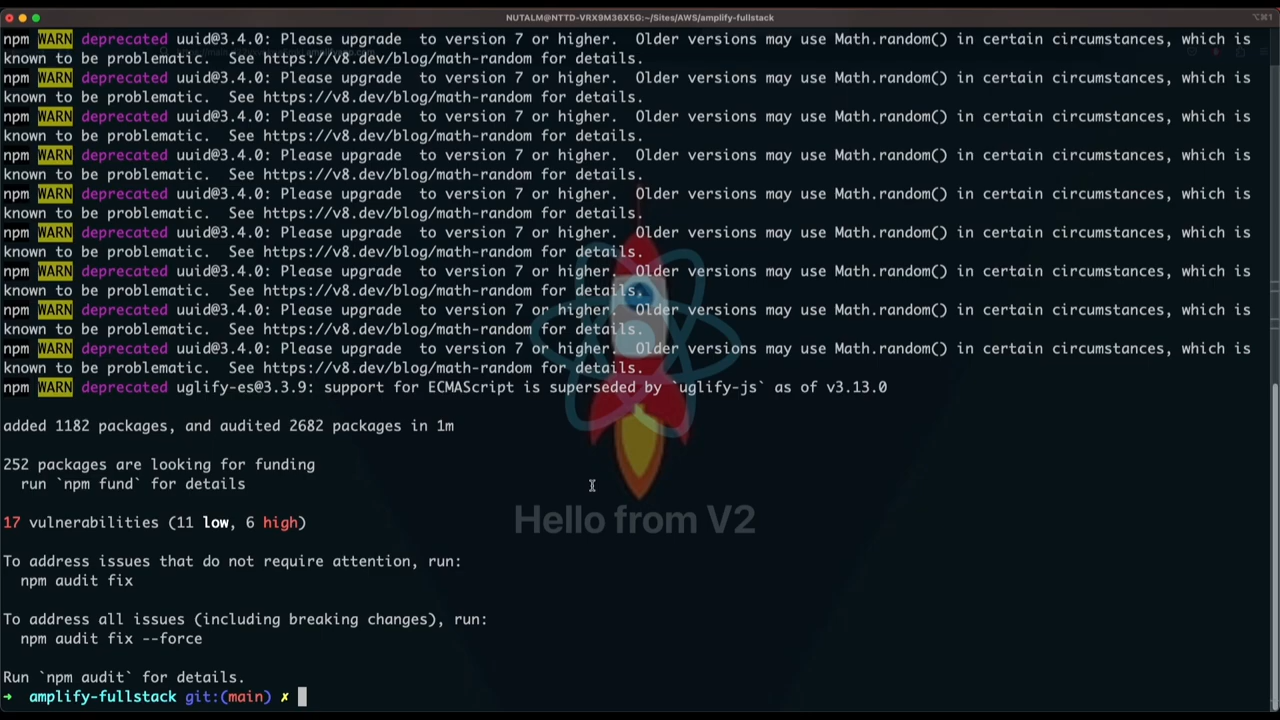 NUTALM@NTTD-VRX9M36X5G:~/Sites/AWS/amplify-fullstack
⌥⌘1
npm WARN deprecated uuid@3.4.0: Please upgrade  to version 7 or higher.  Older versions may use Math.random() in certain circumstances, which is
known to be problematic.  See https://v8.dev/blog/math-random for details.
npm WARN deprecated uuid@3.4.0: Please upgrade  to version 7 or higher.  Older versions may use Math.random() in certain circumstances, which is
known to be problematic.  See https://v8.dev/blog/math-random for details.
npm WARN deprecated uuid@3.4.0: Please upgrade  to version 7 or higher.  Older versions may use Math.random() in certain circumstances, which is
known to be problematic.  See https://v8.dev/blog/math-random for details.
npm WARN deprecated uuid@3.4.0: Please upgrade  to version 7 or higher.  Older versions may use Math.random() in certain circumstances, which is
known to be problematic.  See https://v8.dev/blog/math-random for details.
npm WARN deprecated uuid@3.4.0: Please upgrade  to version 7 or higher.  Older versions may use Math.random() in certain circumstances, which is
known to be problematic.  See https://v8.dev/blog/math-random for details.
npm WARN deprecated uuid@3.4.0: Please upgrade  to version 7 or higher.  Older versions may use Math.random() in certain circumstances, which is
known to be problematic.  See https://v8.dev/blog/math-random for details.
npm WARN deprecated uuid@3.4.0: Please upgrade  to version 7 or higher.  Older versions may use Math.random() in certain circumstances, which is
known to be problematic.  See https://v8.dev/blog/math-random for details.
npm WARN deprecated uuid@3.4.0: Please upgrade  to version 7 or higher.  Older versions may use Math.random() in certain circumstances, which is
known to be problematic.  See https://v8.dev/blog/math-random for details.
npm WARN deprecated uuid@3.4.0: Please upgrade  to version 7 or higher.  Older versions may use Math.random() in certain circumstances, which is
known to be problematic.  See https://v8.dev/blog/math-random for details.
npm WARN deprecated uglify-es@3.3.9: support for ECMAScript is superseded by `uglify-js` as of v3.13.0
added 1182 packages, and audited 2682 packages in 1m
252 packages are looking for funding
run `npm fund` for details
Hello from V2
17 vulnerabilities (11 low, 6 high)
To address issues that do not require attention, run:
npm audit fix
To address all issues (including breaking changes), run:
npm audit fix --force
Run `npm audit` for details.
➜ amplify-fullstack git:(main) ✗